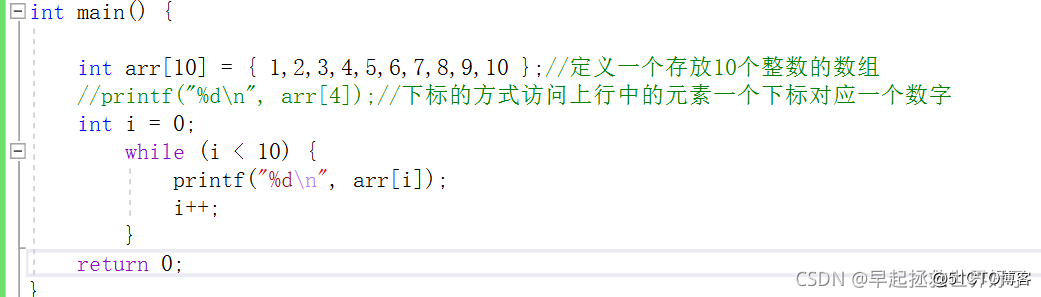 int main() {
int arr[10] = { 1,2,3,4,5,6,7,8,9,10 };//定义一个存放10个整数的数组
//printf("%d\n", arr[4]);//下标的方式访问上行中的元素一个下标对应一个数字
int i = 0;
while (i < 10) {
printf("%d\n", arr[i]);
i++;
}
return 0;
}
CSDN @早起拯救世界
@51CTO博客